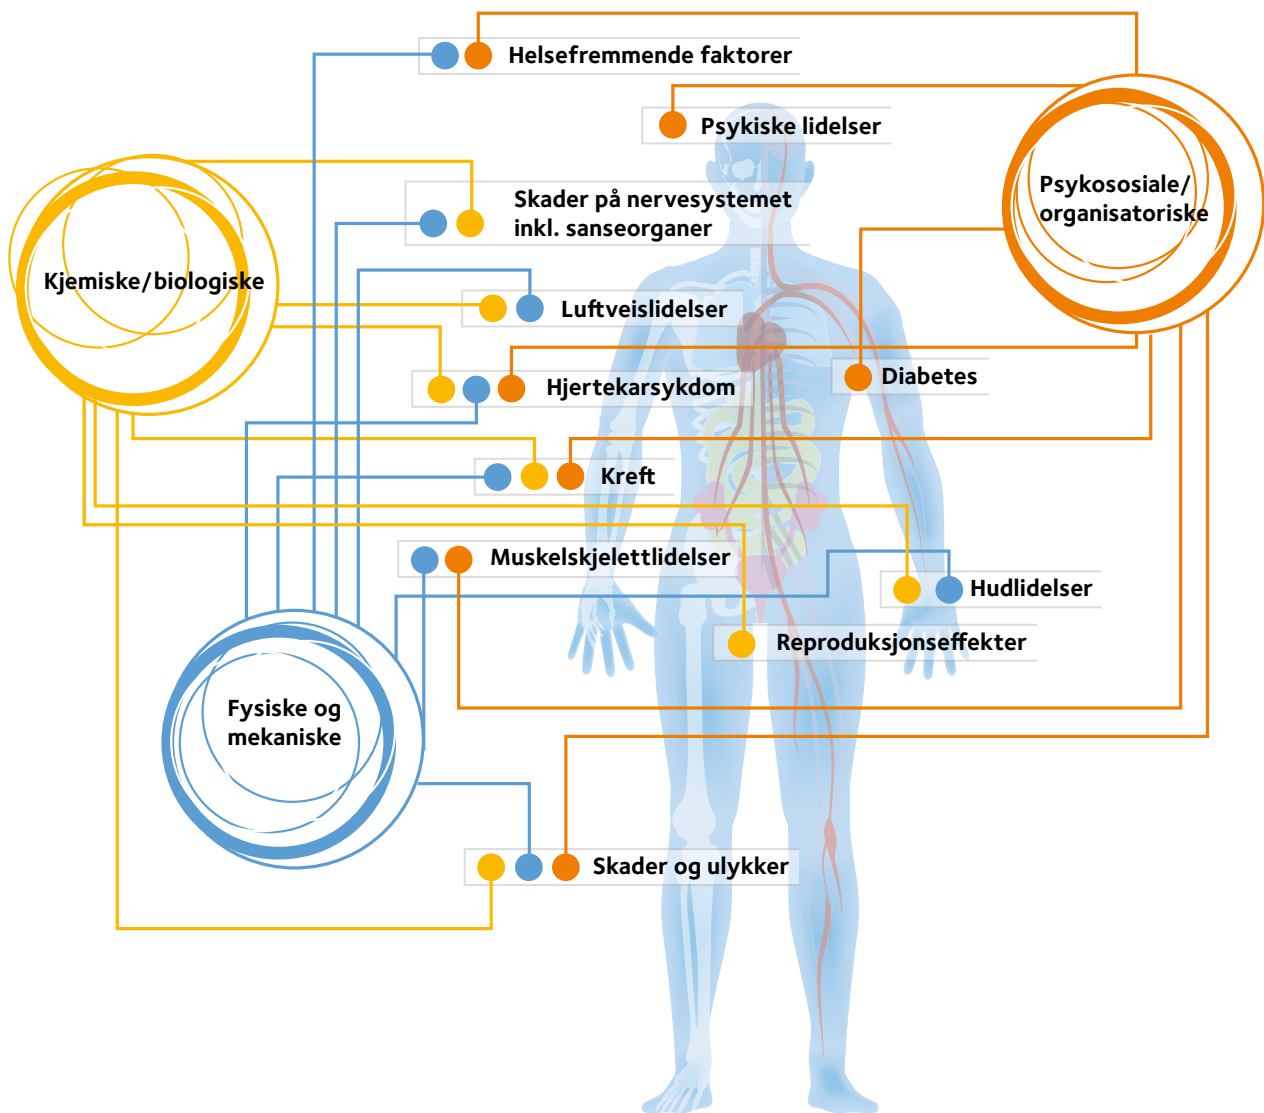 Helsefremmende faktorer
Psykiske lidelser
Psykososiale/
organisatoriske
Skader på nervesystemet
inkl. sanseorganer
Kjemiske/biologiske
Luftveislidelser
Hjertekarsykdom
Diabetes
Kreft
Muskelskjelettlidelser
Hudlidelser
Reproduksjonseffekter
Fysiske og
mekaniske
Skader og ulykker